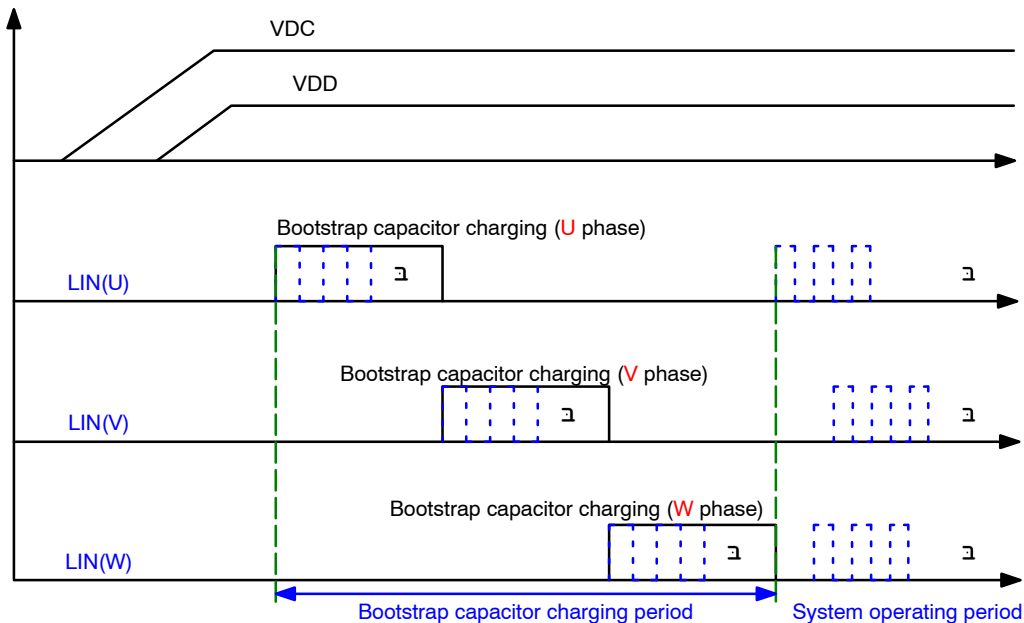 VDC
VDD
Bootstrap capacitor charging (U phase)
LIN(U)
בּ
בּ
Bootstrap capacitor charging (V phase)
LIN(V)
בּ
בּ
Bootstrap capacitor charging (W phase)
LIN(W)
בּ
בּ
Bootstrap capacitor charging period
System operating period